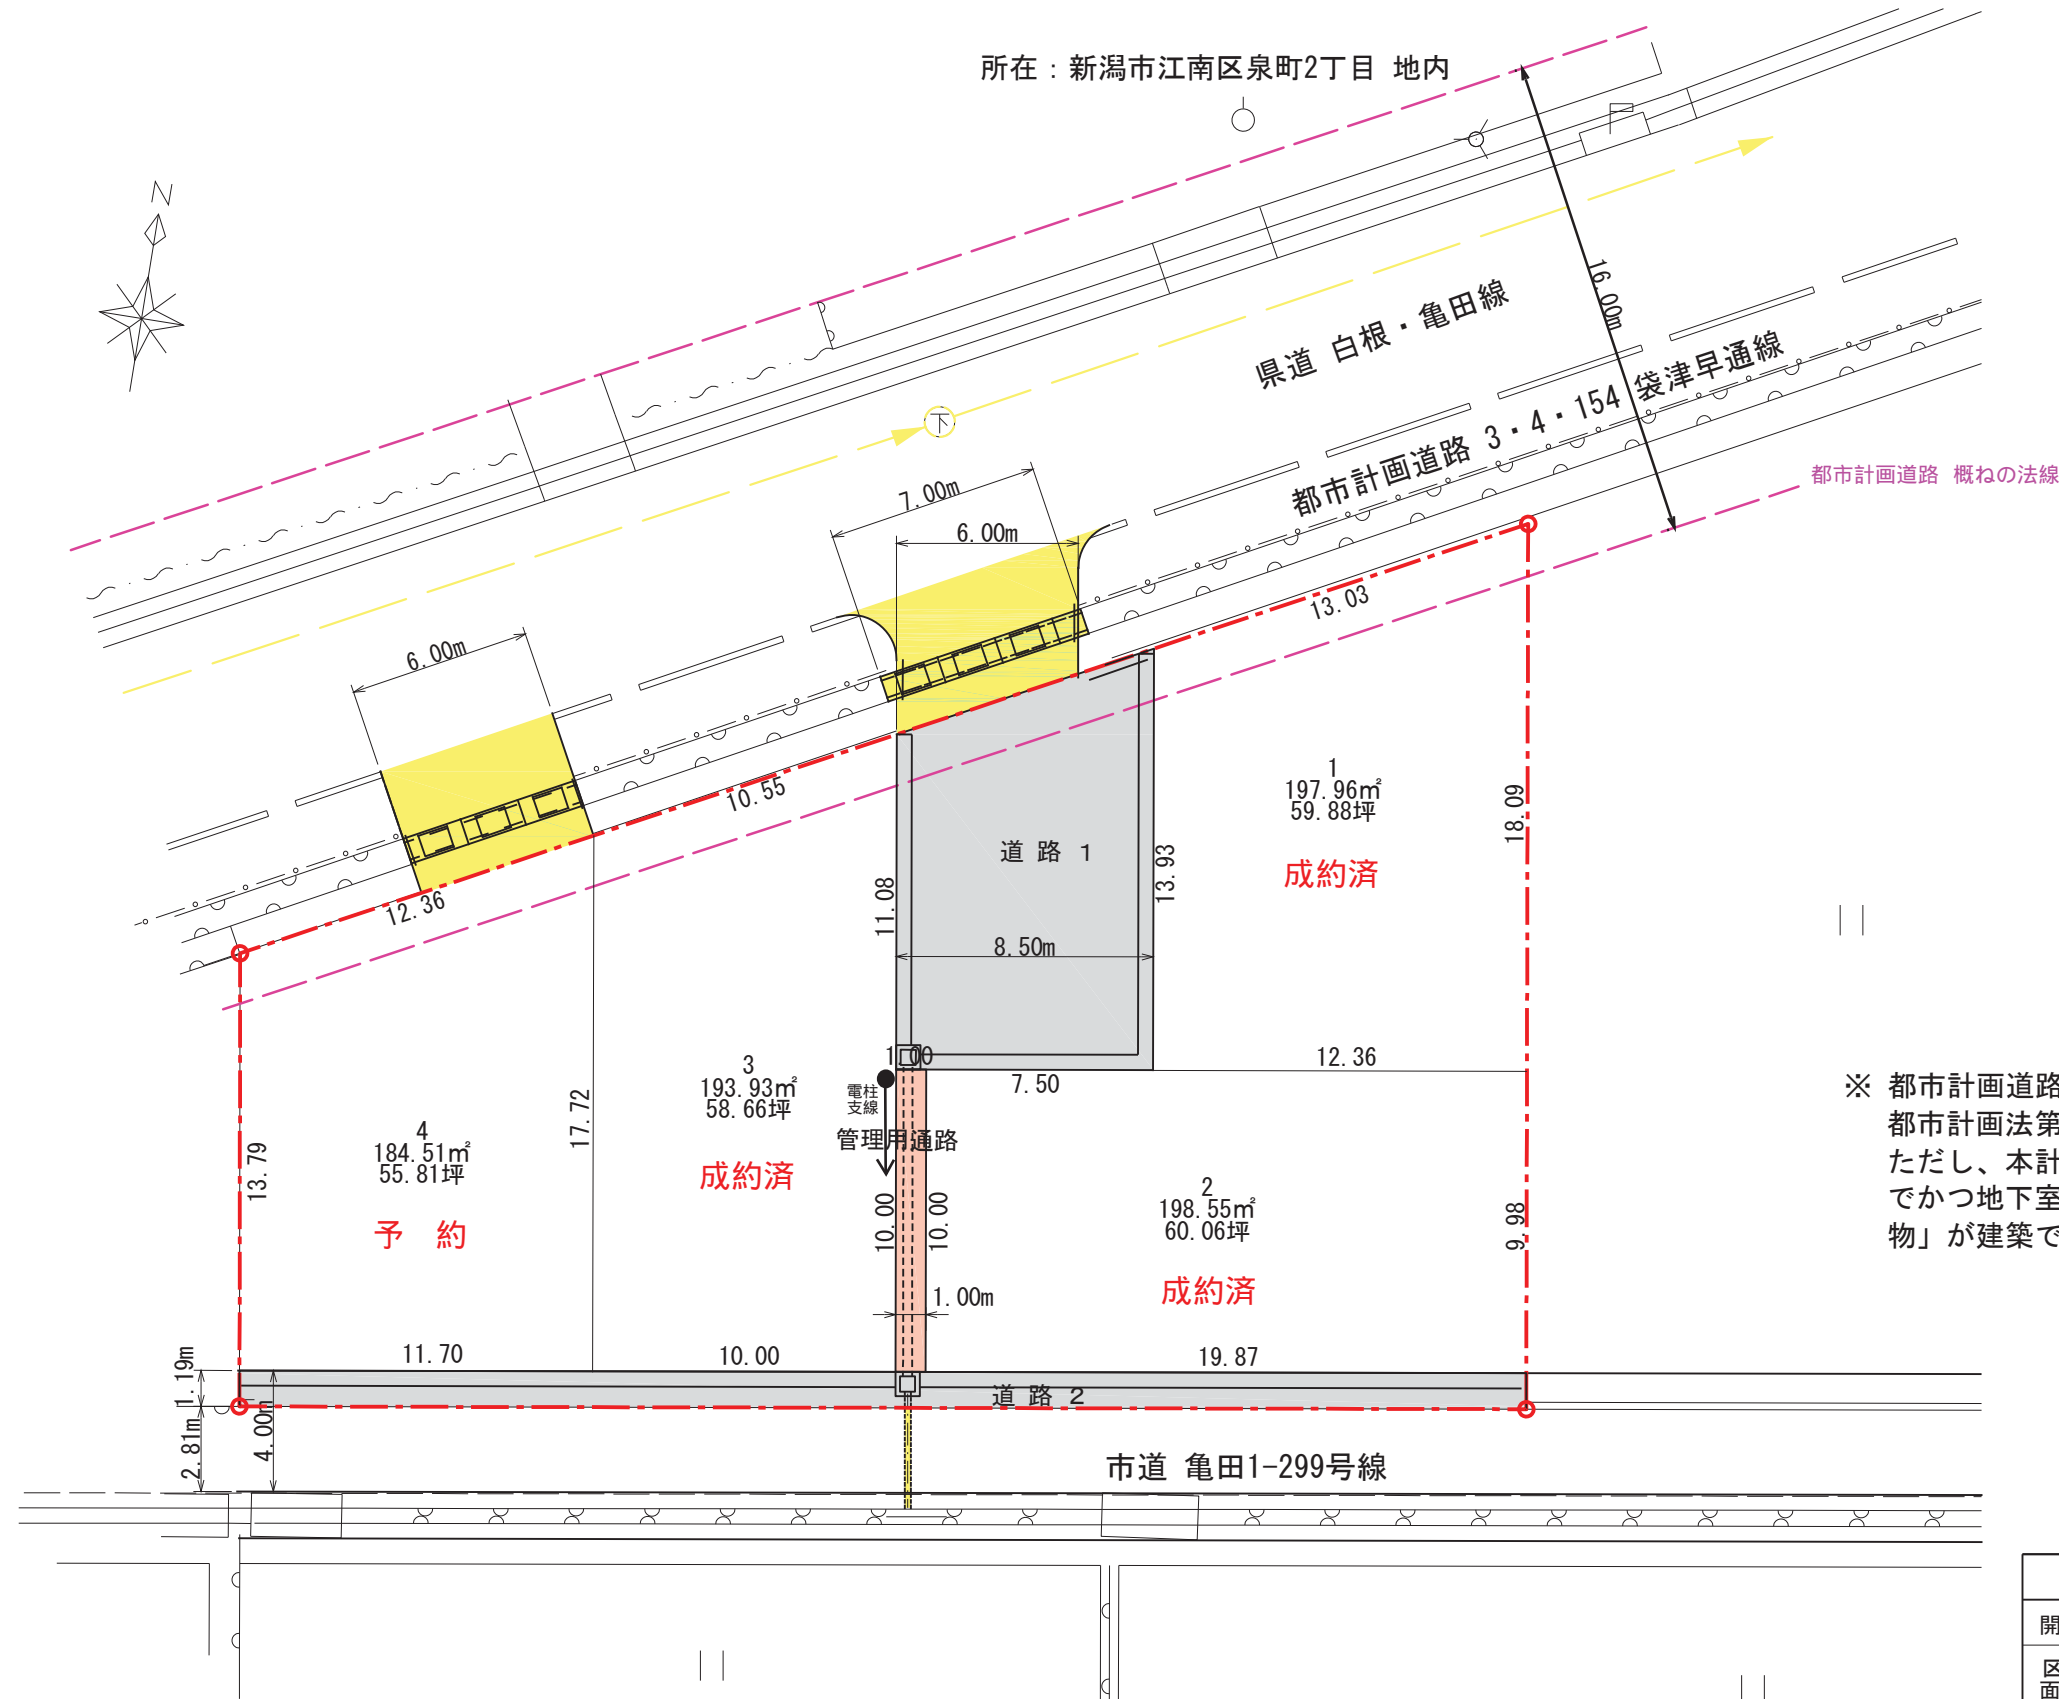 所在：新潟市江南区泉町2丁目 地内
N
16.00m
県道 白根・亀田線
都市計画道路 3・4・154 袋津早通線
都市計画道路 概ねの法線
下
7.00m
6.00m
6.00m
13.03
10.55
12.36
1
197.96㎡
59.88坪
成約済
18.09
道路 1
13.93
11.08
8.50m
1.00
7.50
12.36
電柱
支線
管理用通路
3
193.93㎡
58.66坪
成約済
17.72
4
184.51㎡
55.81坪
予 約
13.79
10.00
10.00
2
198.55㎡
60.06坪
成約済
9.98
1.00m
11.70
10.00
19.87
道路 2
1.19m
2.81m
4.00m
市道 亀田1-299号線
※ 都市計画道路
都市計画法第
ただし、本計
でかつ地下室
物」が建築で
開
区
面